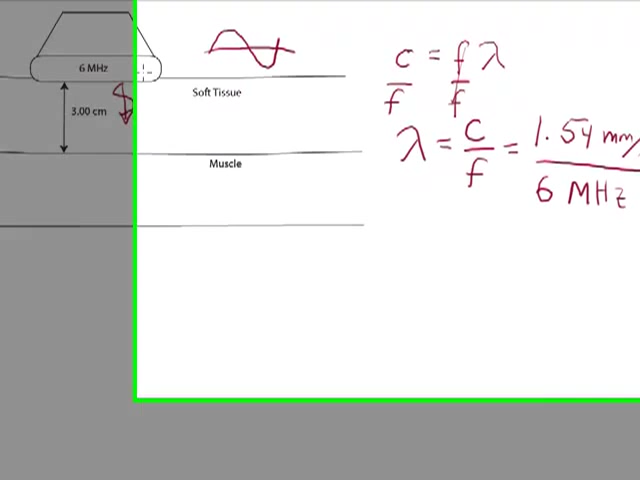 6 MHz
3.00 cm
Soft Tissue
Muscle
c = f λ
f f
λ = c / f = 1.54 mm/
6 MHz